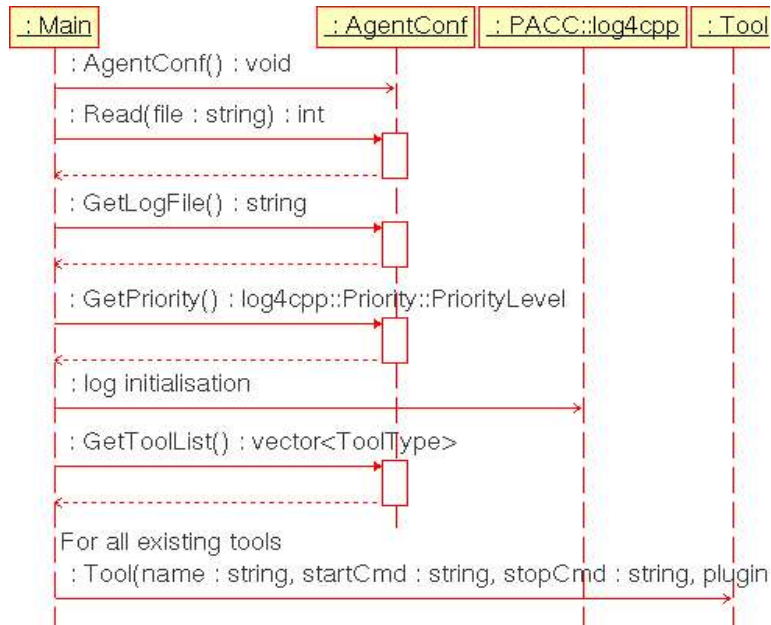 : Main : AgentConf : PACC::log4cpp : Tool
: AgentConf() : void
: Read(file : string) : int
: GetLogFile() : string
: GetPriority() : log4cpp::Priority::PriorityLevel
: log initialisation
: GetToolList() : vector<ToolType>
For all existing tools
: Tool(name : string, startCmd : string, stopCmd : string, plugin